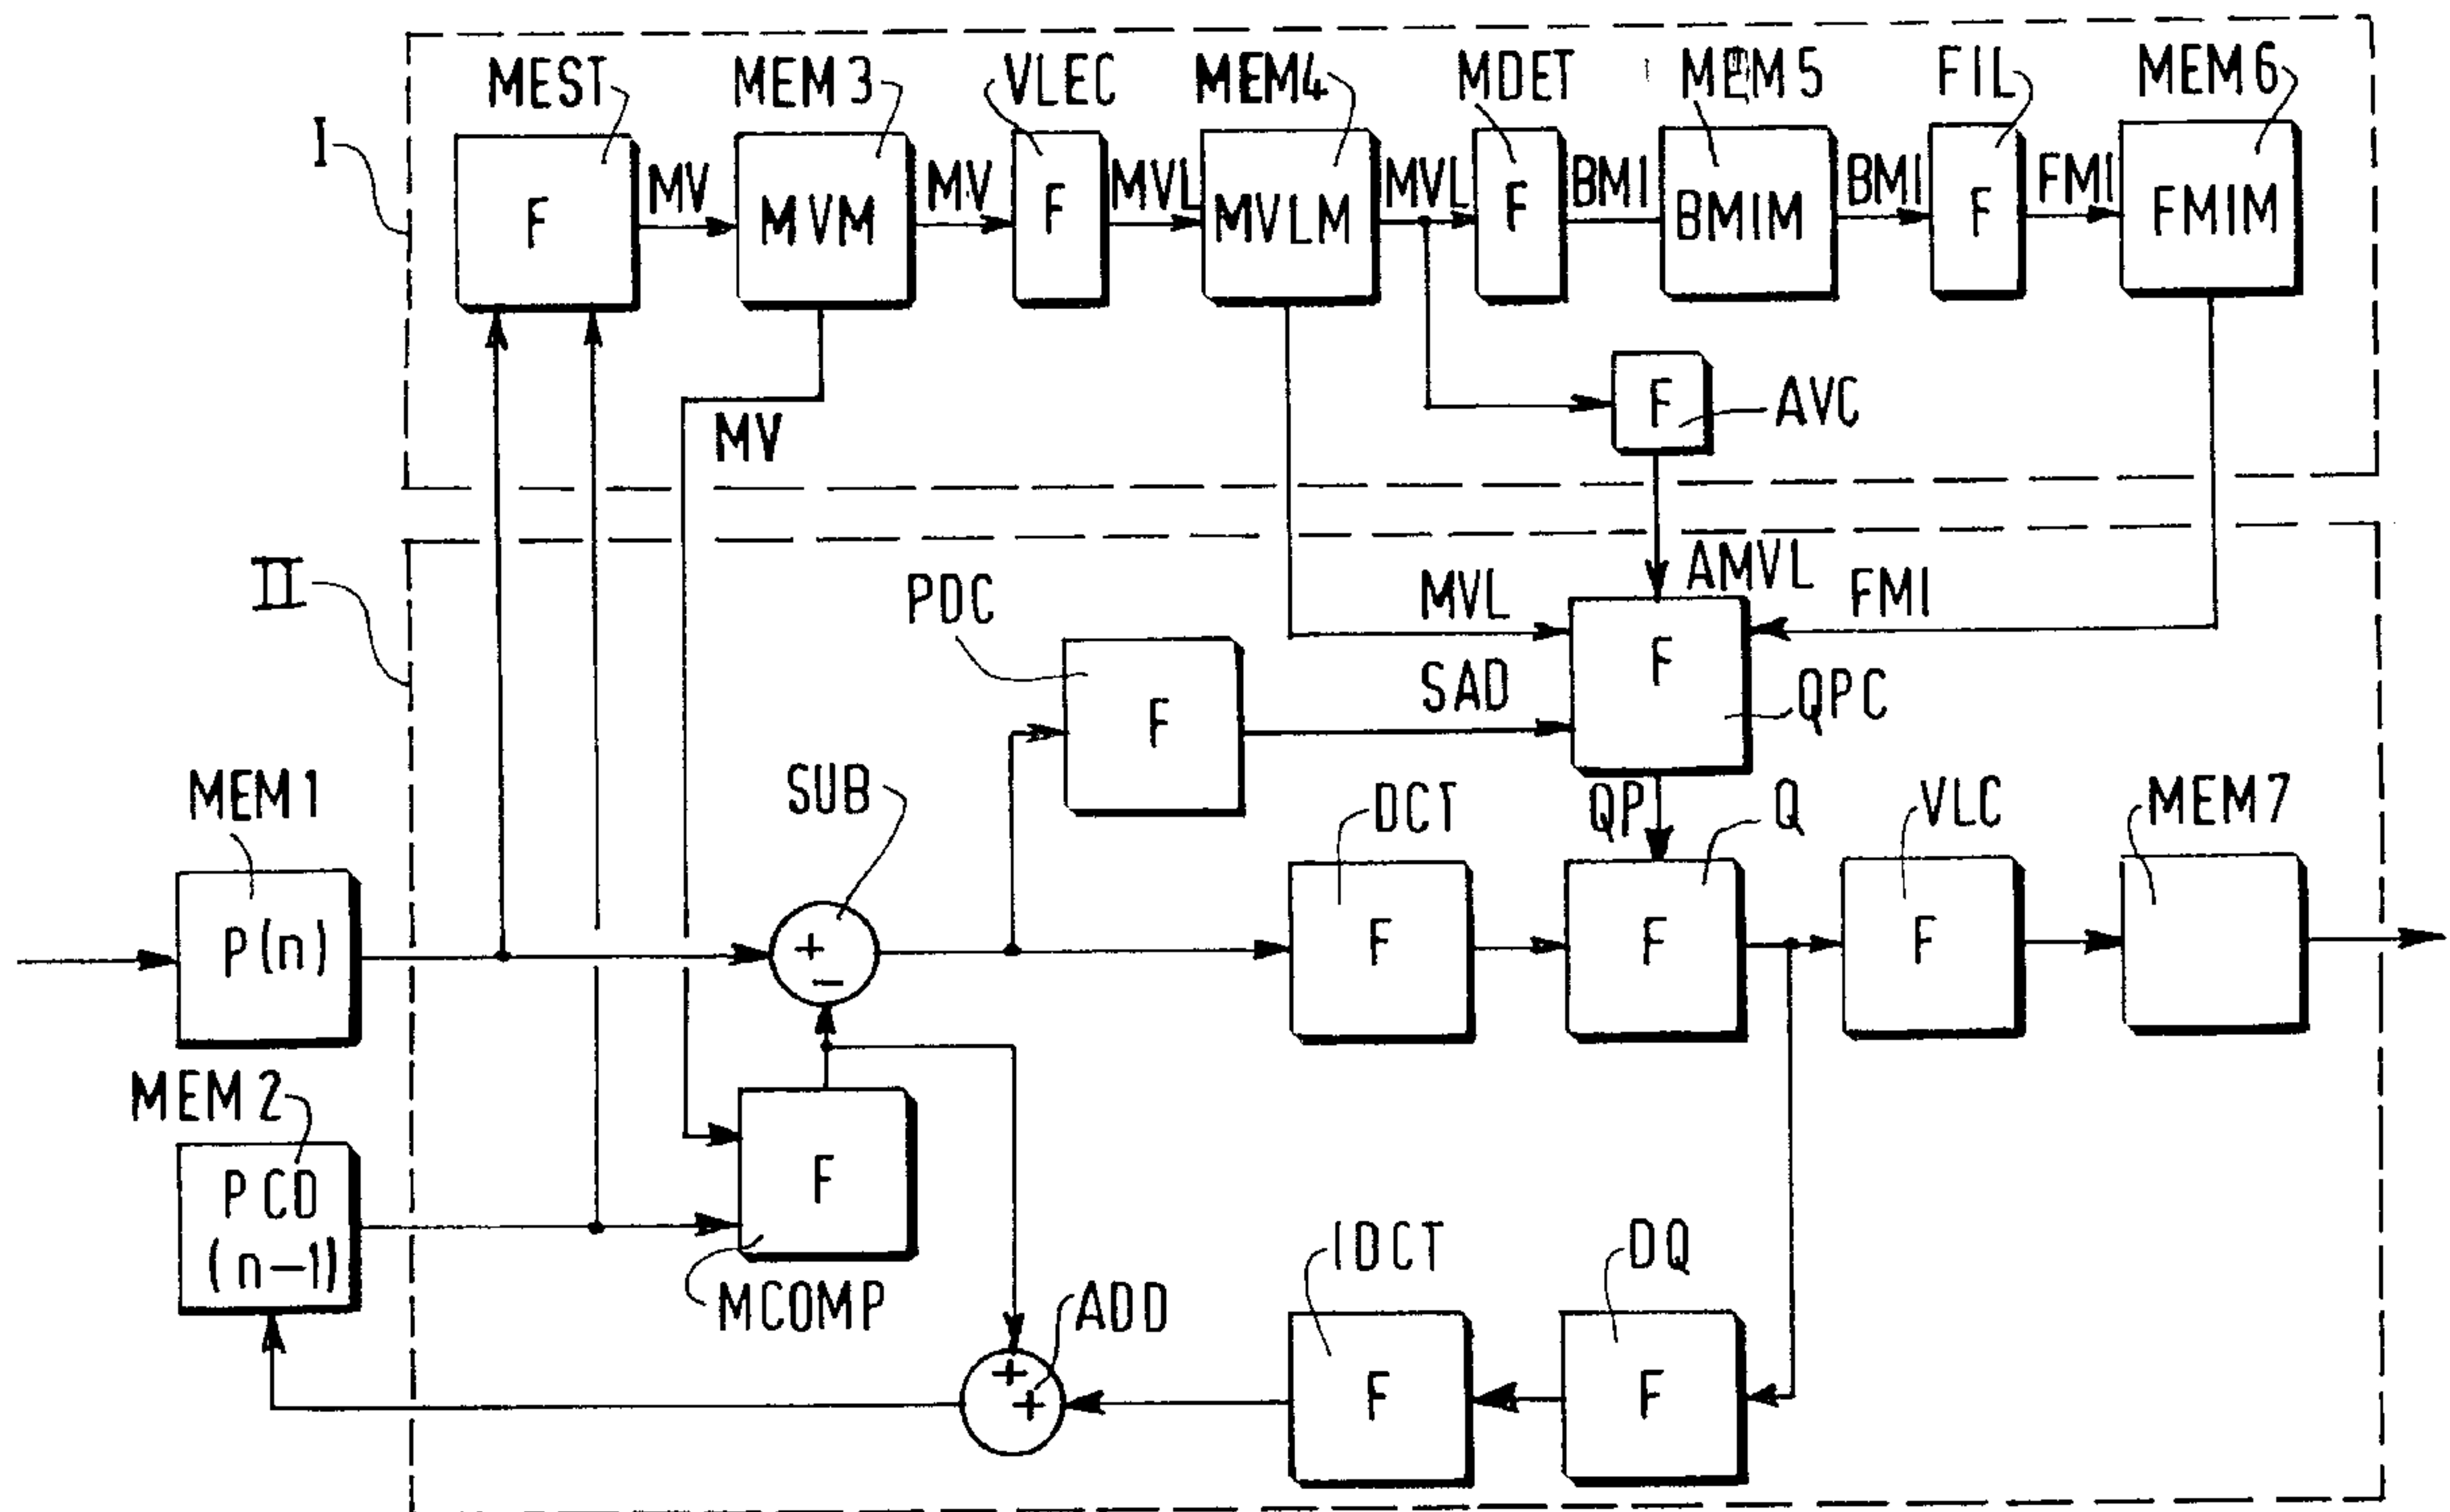 MEST
MEM3
VLEC
MEM4
MDET
MEM5
FIL
MEM6
I
F
MV
MVM
MV
F
MVL
MVLM
MVL
F
BMI
BMIM
BMI
F
FMI
FMIM
F
AVC
MV
II
PDC
MVL
AMVL
FMI
F
SAD
QPC
F
MEM1
SUB
DCT
QP
Q
VLC
MEM7
P(n)
+
−
F
F
F
MEM2
PCD
(n−1)
F
MCOMP
ADD
IDCT
DQ
+
+
F
F